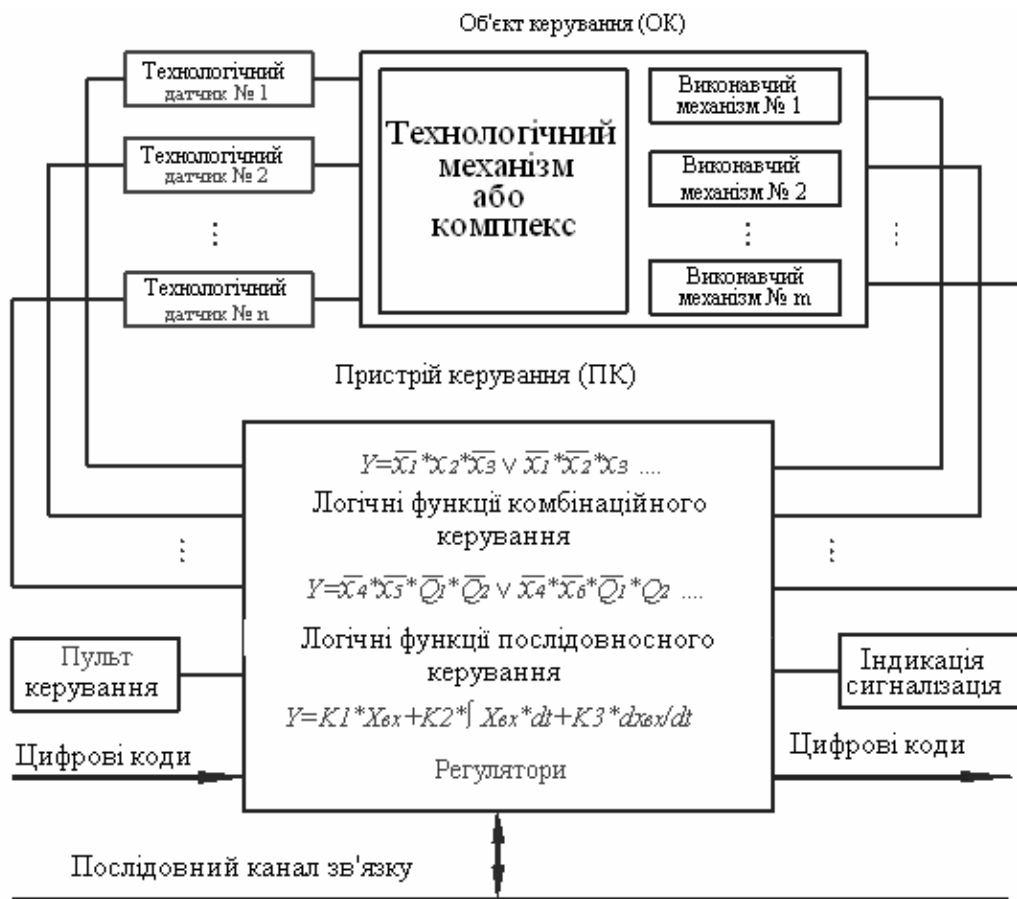 Об'єкт керування (ОК)
Технологічний
датчик № 1
Технологічний
датчик № 2
⋮
Технологічний
датчик № n
Технологічний
механізм
або
комплекс
Виконавчий
механізм № 1
Виконавчий
механізм № 2
⋮
Виконавчий
механізм № m
⋮
Пристрій керування (ПК)
Y=x̅1*x2*x̅3 ∨ x̅1*x̅2*x3 ....
Логічні функції комбінаційного
керування
⋮
⋮
Y=x̅4*x̅5*Q̅1*Q̅2 ∨ x̅4*x̅6*Q̅1*Q2 ....
Логічні функції послідовносного
керування
Y=K1*Xвх+K2*∫ Xвх*dt+K3*dxвх/dt
Регулятори
Пульт
керування
Індикація
сигналізація
Цифрові коди
Цифрові коди
Послідовний канал зв'язку